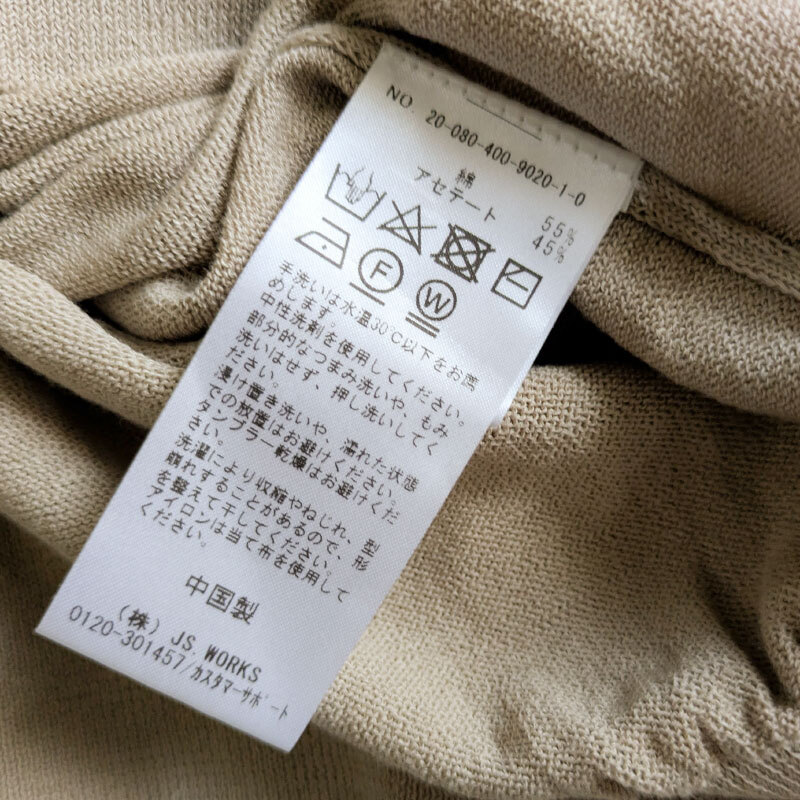 NO. 20-080-400-9020-1-0
綿 55%
アセテート 45%
F
W
手洗いは水温30℃以下をお薦
めします。
中性洗剤を使用してください。
部分的なつまみ洗いや、もみ
洗いはせず、押し洗いしてく
ださい。
漬け置き洗いや、濡れた状態
での放置はお避けください。
タンブラー乾燥はお避けくだ
さい。
洗濯により収縮やねじれ、型
崩れすることがあるので、形
を整えて干してください。
アイロンは当て布を使用して
ください。
中国製
(株) JS. WORKS
0120-301457/カスタマーサポート